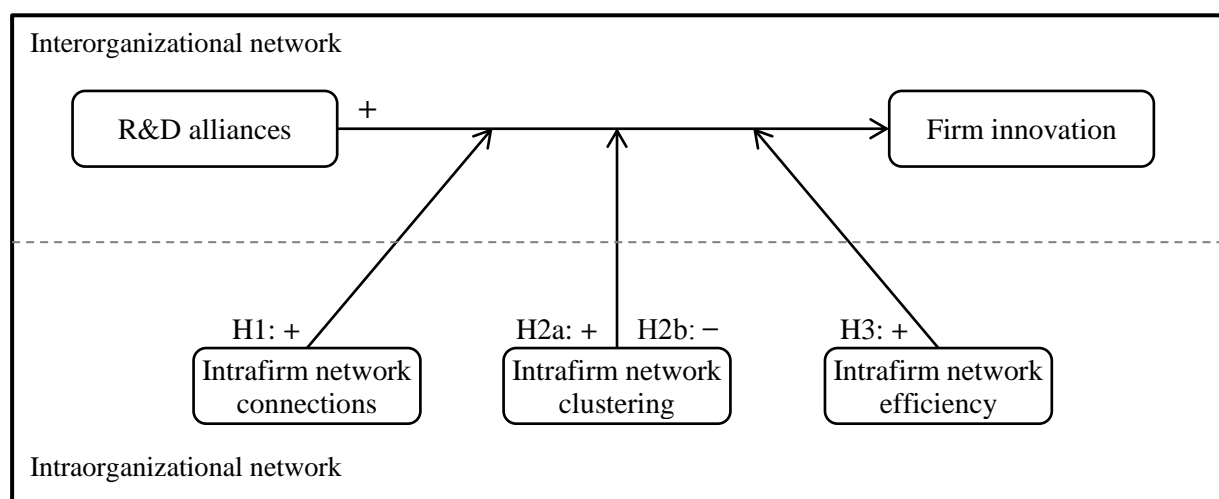 Interorganizational network
R&D alliances
+
Firm innovation
H1: +
H2a: +
H2b: −
H3: +
Intrafirm network
connections
Intrafirm network
clustering
Intrafirm network
efficiency
Intraorganizational network